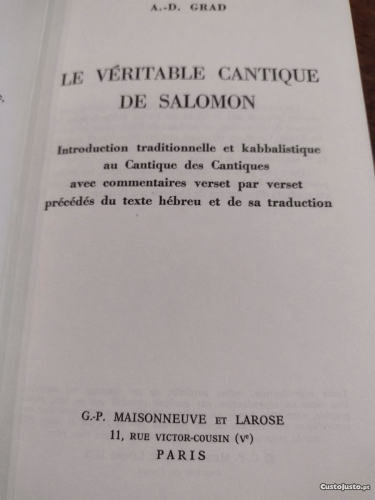 A.-D. GRAD
LE VÉRITABLE CANTIQUE
DE SALOMON
Introduction traditionnelle et kabbalistique
au Cantique des Cantiques
avec commentaires verset par verset
précédés du texte hébreu et de sa traduction
G.-P. MAISONNEUVE ET LAROSE
11, RUE VICTOR-COUSIN (Vᵉ)
PARIS
CustoJusto.pt